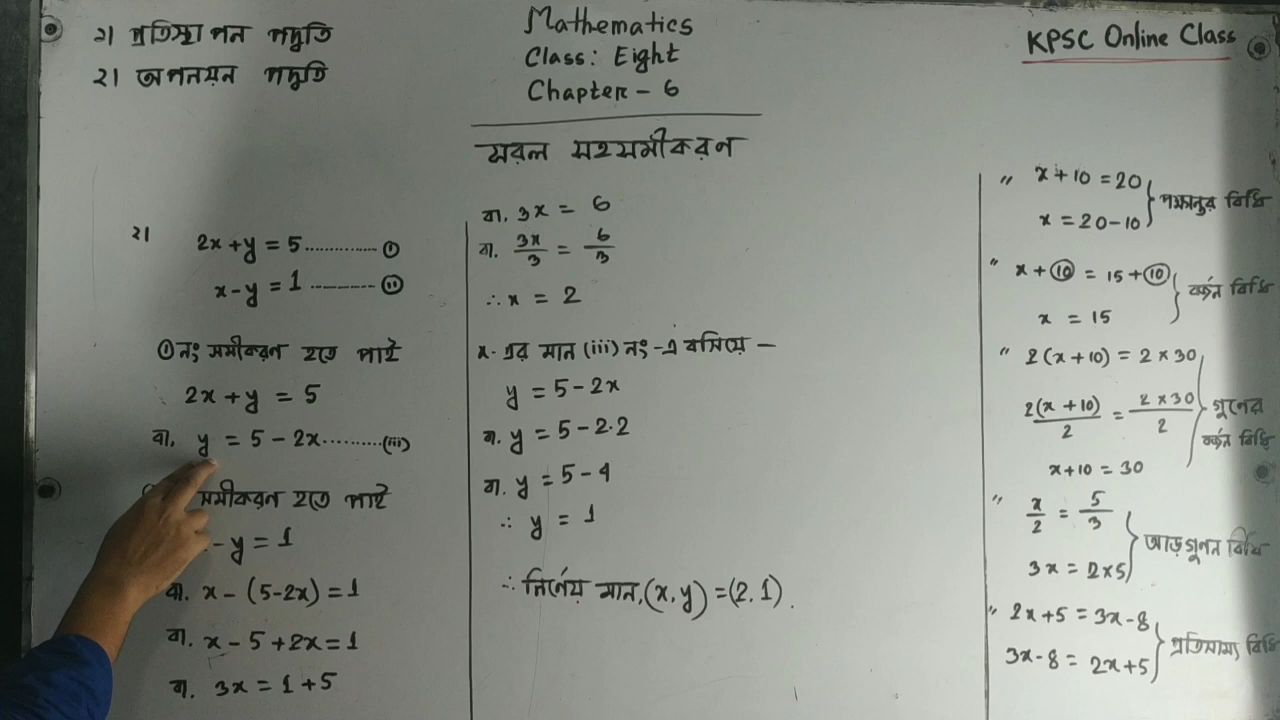 ১। প্রতিস্থাপন পদ্ধতি
২। অপনয়ন পদ্ধতি
Mathematics
Class: Eight
Chapter - 6
KPSC Online Class
সরল সহসমীকরণ
১।
2x+y = 5 .............. (i)
x-y = 1 ............ (ii)
(i) নং সমীকরণ হতে পাই
2x + y = 5
বা, y = 5 - 2x .........(iii)
সমীকরণ হতে পাই
-y = 1
বা, x - (5-2x) = 1
বা, x - 5 + 2x = 1
বা, 3x = 1 + 5
বা, 3x = 6
বা, 3x/3 = 6/3
∴ x = 2
x-এর মান (iii) নং-এ বসিয়ে —
y = 5 - 2x
বা, y = 5 - 2·2
বা, y = 5 - 4
∴ y = 1
∴ নির্ণেয় মান, (x, y) = (2, 1).
" x + 10 = 20
x = 20-10 } পক্ষান্তর বিধি
" x + 10 = 15 + 10
x = 15 } বর্জন বিধি
" 2(x + 10) = 2 × 30
2(x + 10)/2 = 2 × 30/2
x+10 = 30 } গুনের বর্জন বিধি
" x/2 = 5/3
3x = 2×5 } আড়গুনন বিধি
" 2x+5 = 3x-8
3x-8 = 2x+5 } প্রতিসাম্য বিধি